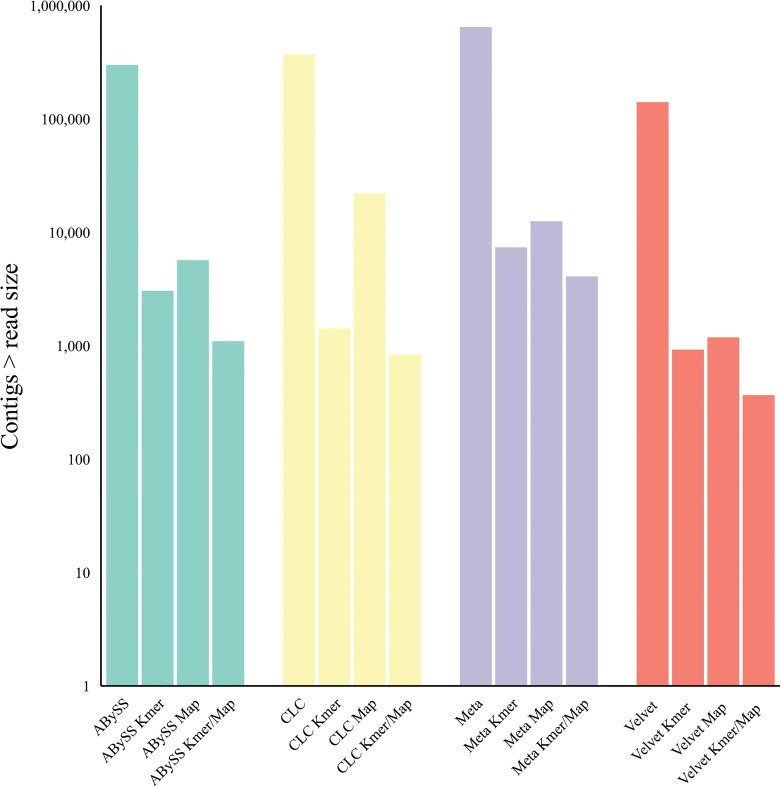 Contigs > read size
1,000,000
100,000
10,000
1,000
100
10
1
ABySS
ABySS Kmer
ABySS Map
ABySS Kmer/Map
CLC
CLC Kmer
CLC Map
CLC Kmer/Map
Meta
Meta Kmer
Meta Map
Meta Kmer/Map
Velvet
Velvet Kmer
Velvet Map
Velvet Kmer/Map